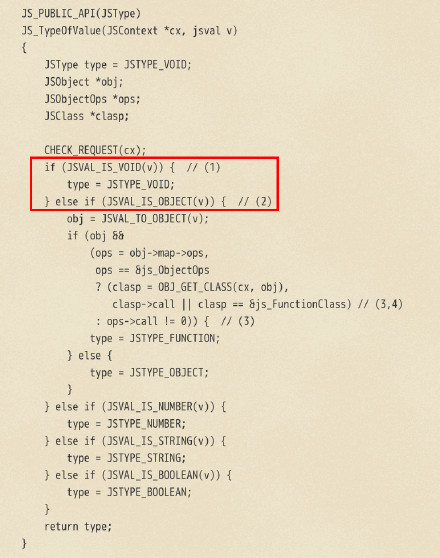 JS_PUBLIC_API(JSType)
JS_TypeOfValue(JSContext *cx, jsval v)
{
    JSType type = JSTYPE_VOID;
    JSObject *obj;
    JSObjectOps *ops;
    JSClass *clasp;

    CHECK_REQUEST(cx);
    if (JSVAL_IS_VOID(v)) {  // (1)
        type = JSTYPE_VOID;
    } else if (JSVAL_IS_OBJECT(v)) {  // (2)
        obj = JSVAL_TO_OBJECT(v);
        if (obj &&
            (ops = obj->map->ops,
             ops == &js_ObjectOps
             ? (clasp = OBJ_GET_CLASS(cx, obj),
                clasp->call || clasp == &js_FunctionClass) // (3,4)
             : ops->call != 0)) {  // (3)
            type = JSTYPE_FUNCTION;
        } else {
            type = JSTYPE_OBJECT;
        }
    } else if (JSVAL_IS_NUMBER(v)) {
        type = JSTYPE_NUMBER;
    } else if (JSVAL_IS_STRING(v)) {
        type = JSTYPE_STRING;
    } else if (JSVAL_IS_BOOLEAN(v)) {
        type = JSTYPE_BOOLEAN;
    }
    return type;
}